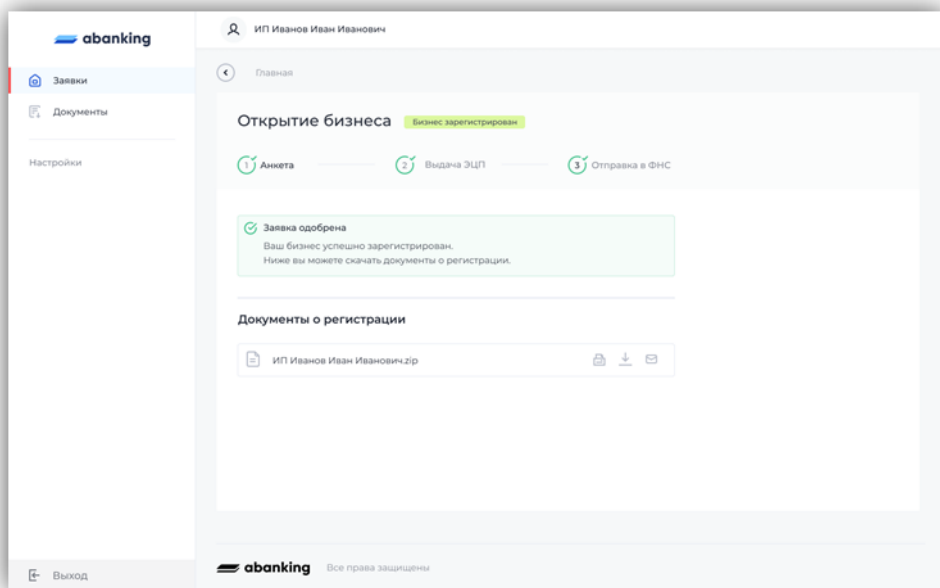 abanking
ИП Иванов Иван Иванович
Заявки
Документы
Настройки
Главная
Открытие бизнеса
Бизнес зарегистрирован
1 Анкета
2 Выдача ЭЦП
3 Отправка в ФНС
Заявка одобрена
Ваш бизнес успешно зарегистрирован.
Ниже вы можете скачать документы о регистрации.
Документы о регистрации
ИП Иванов Иван Иванович.zip
Выход
abanking
Все права защищены